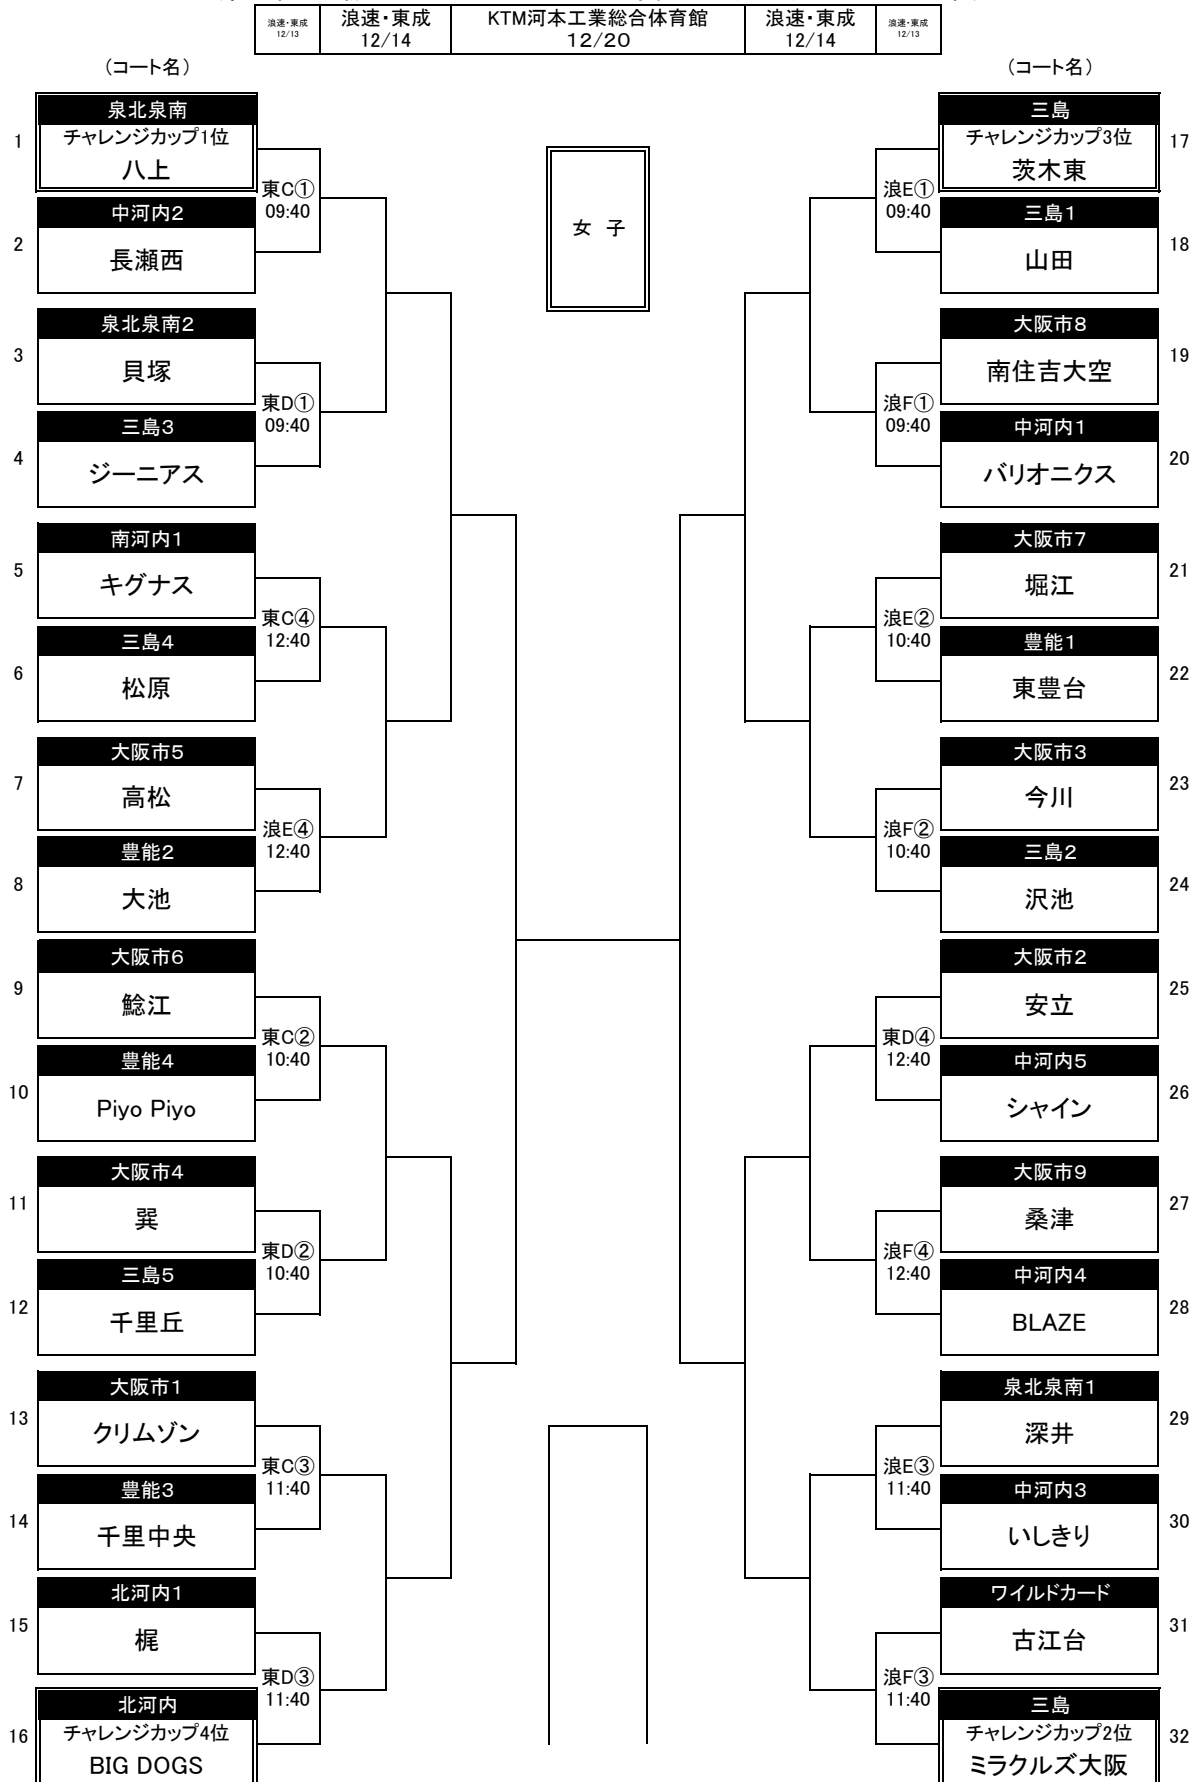 浪速・東成 12/13
浪速・東成 12/14
KTM河本工業総合体育館 12/20
浪速・東成 12/14
浪速・東成 12/13
（コート名）
（コート名）
女 子
1
泉北泉南
チャレンジカップ1位
八上
東C①
09:40
2
中河内2
長瀬西
3
泉北泉南2
貝塚
東D①
09:40
4
三島3
ジーニアス
5
南河内1
キグナス
東C④
12:40
6
三島4
松原
7
大阪市5
高松
浪E④
12:40
8
豊能2
大池
9
大阪市6
鯰江
東C②
10:40
10
豊能4
Piyo Piyo
11
大阪市4
巽
東D②
10:40
12
三島5
千里丘
13
大阪市1
クリムゾン
東C③
11:40
14
豊能3
千里中央
15
北河内1
梶
東D③
11:40
16
北河内
チャレンジカップ4位
BIG DOGS
三島
チャレンジカップ3位
茨木東
17
浪E①
09:40
三島1
山田
18
大阪市8
南住吉大空
19
浪F①
09:40
中河内1
バリオニクス
20
大阪市7
堀江
21
浪E②
10:40
豊能1
東豊台
22
大阪市3
今川
23
浪F②
10:40
三島2
沢池
24
大阪市2
安立
25
東D④
12:40
中河内5
シャイン
26
大阪市9
桑津
27
浪F④
12:40
中河内4
BLAZE
28
泉北泉南1
深井
29
浪E③
11:40
中河内3
いしきり
30
ワイルドカード
古江台
31
浪F③
11:40
三島
チャレンジカップ2位
ミラクルズ大阪
32